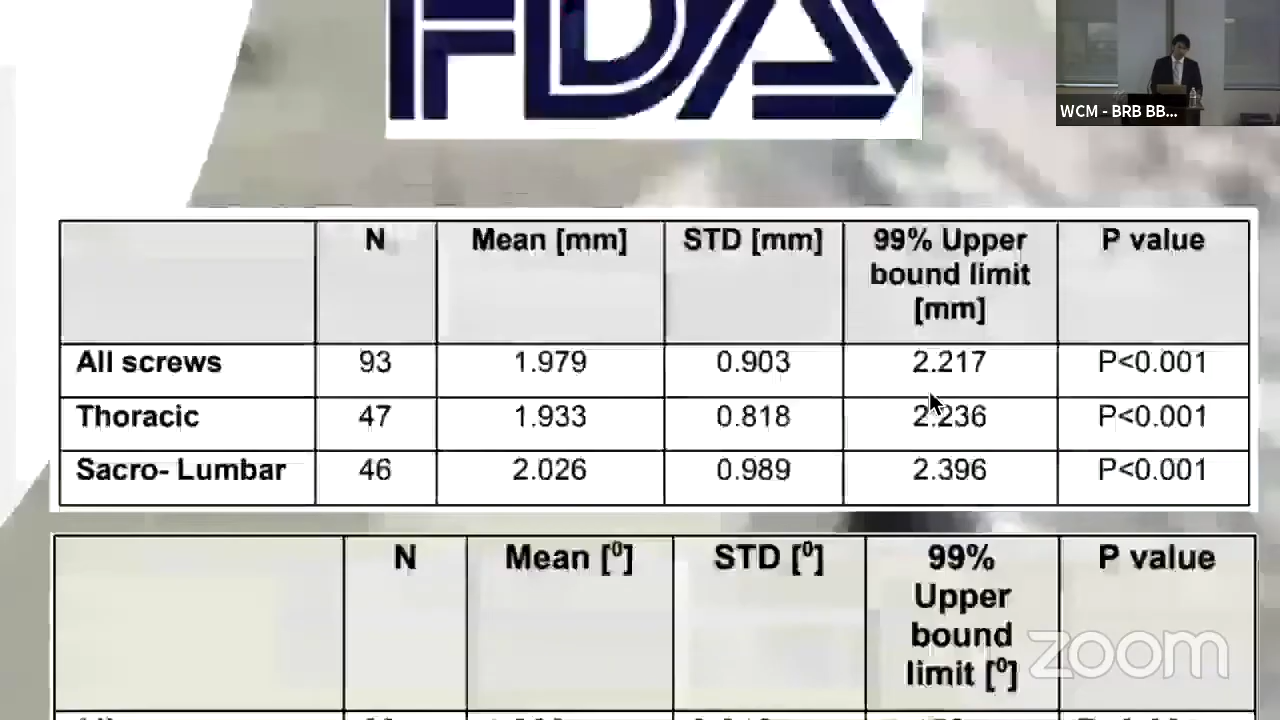 FDA
WCM - BRB BB...
N Mean [mm] STD [mm] 99% Upper bound limit [mm] P value
All screws 93 1.979 0.903 2.217 P<0.001
Thoracic 47 1.933 0.818 2.236 P<0.001
Sacro- Lumbar 46 2.026 0.989 2.396 P<0.001
N Mean [⁰] STD [⁰] 99% Upper bound limit [⁰] P value
zoom